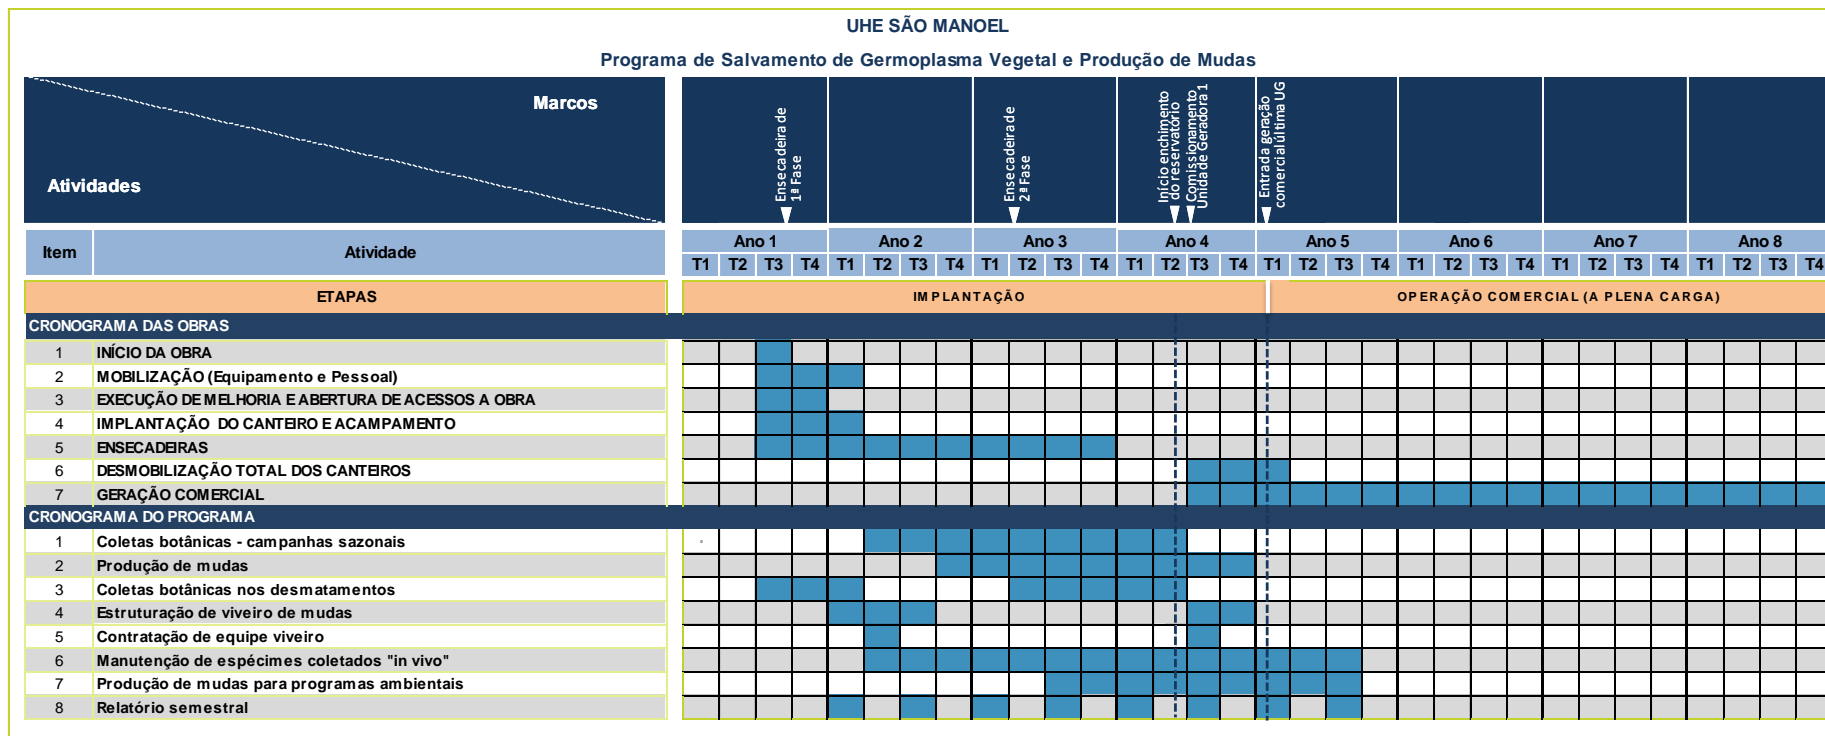 UHE SÃO MANOEL
Programa de Salvamento de Germoplasma Vegetal e Produção de Mudas
Marcos
Atividades
Ensecadeira de
1ª Fase
Ensecadeira de
2ª Fase
Início enchimento
do reservatório
Comissionamento
Unida de Geradora 1
Entrada geração
comercial última UG
Item Atividade Ano 1 Ano 2 Ano 3 Ano 4 Ano 5 Ano 6 Ano 7 Ano 8
T1 T2 T3 T4 T1 T2 T3 T4 T1 T2 T3 T4 T1 T2 T3 T4 T1 T2 T3 T4 T1 T2 T3 T4 T1 T2 T3 T4 T1 T2 T3 T4
ETAPAS IMPLANTAÇÃO OPERAÇÃO COMERCIAL (A PLENA CARGA)
CRONOGRAMA DAS OBRAS
1 INÍCIO DA OBRA
2 MOBILIZAÇÃO (Equipamento e Pessoal)
3 EXECUÇÃO DE MELHORIA E ABERTURA DE ACESSOS A OBRA
4 IMPLANTAÇÃO DO CANTEIRO E ACAMPAMENTO
5 ENSECADEIRAS
6 DESMOBILIZAÇÃO TOTAL DOS CANTEIROS
7 GERAÇÃO COMERCIAL
CRONOGRAMA DO PROGRAMA
1 Coletas botânicas - campanhas sazonais
2 Produção de mudas
3 Coletas botânicas nos desmatamentos
4 Estruturação de viveiro de mudas
5 Contratação de equipe viveiro
6 Manutenção de espécimes coletados "in vivo"
7 Produção de mudas para programas ambientais
8 Relatório semestral